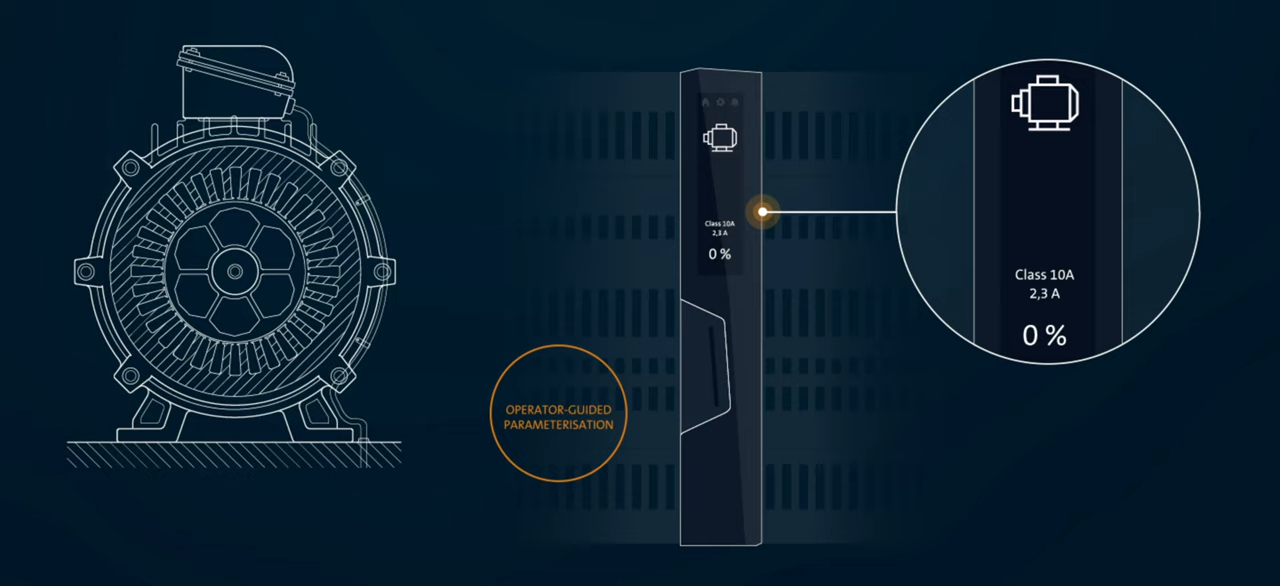 Class 10A
2,3 A
0 %
OPERATOR-GUIDED
PARAMETERISATION
Class 10A
2,3 A
0 %